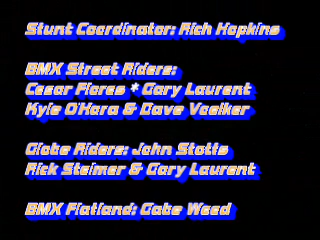 Stunt Coordinator: Rich Hopkins
BMX Street Riders:
Cesar Flores * Gary Laurent
Kyle O'Hara & Dave Voelker
Globe Riders: John Stotts
Rick Steimer & Gary Laurent
BMX Flatland: Gabe Weed